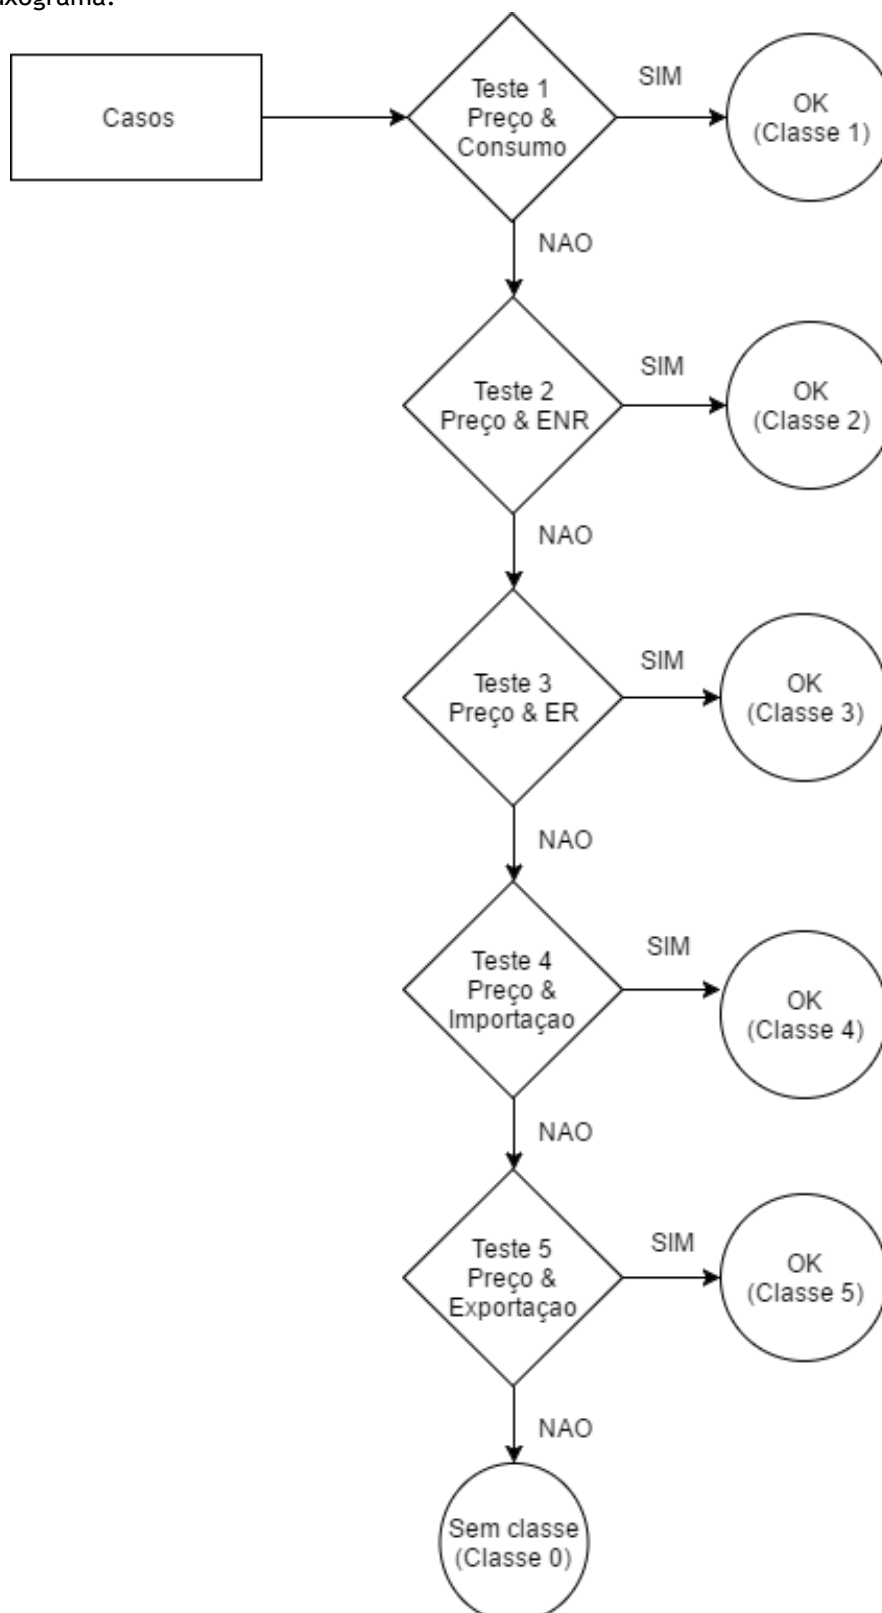 Casos
Teste 1
Preço &
Consumo
SIM
OK
(Classe 1)
NAO
Teste 2
Preço & ENR
SIM
OK
(Classe 2)
NAO
Teste 3
Preço & ER
SIM
OK
(Classe 3)
NAO
Teste 4
Preço &
Importaçao
SIM
OK
(Classe 4)
NAO
Teste 5
Preço &
Exportaçao
SIM
OK
(Classe 5)
NAO
Sem classe
(Classe 0)